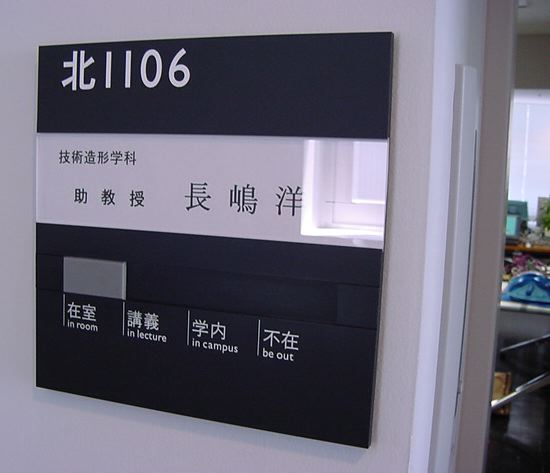 北1106
技術造形学科
助教授 長嶋洋
在室 講義 学内 不在
in room in lecture in campus be out